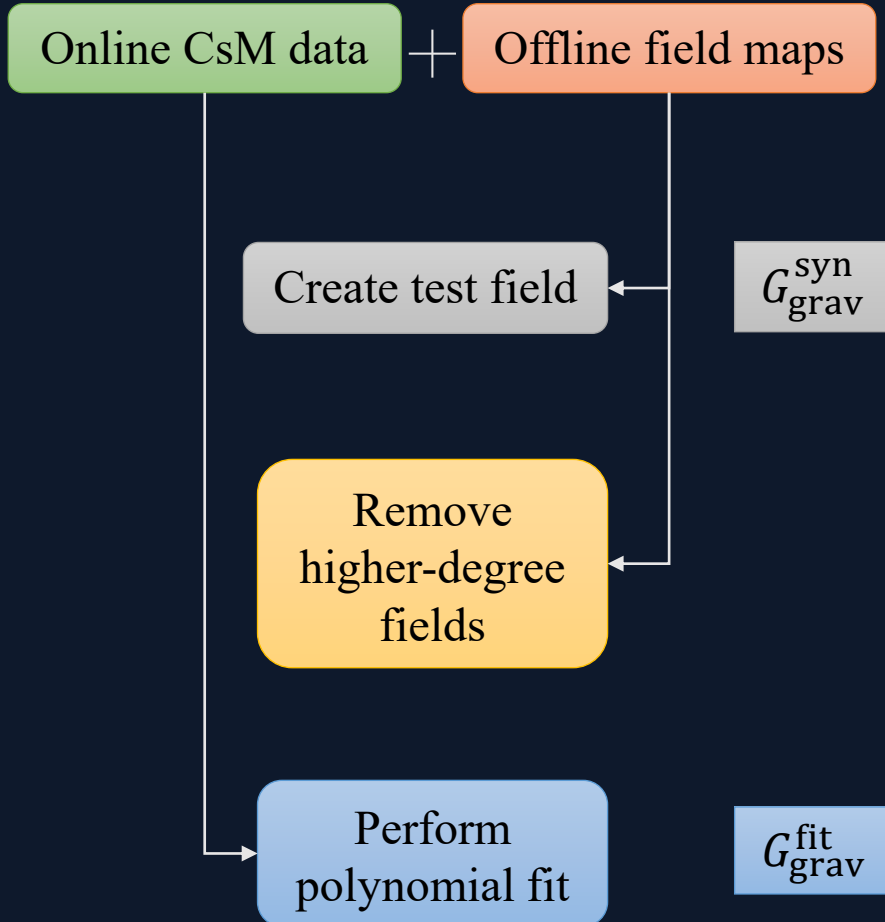 Online CsM data + Offline field maps
Create test field
G_grav^syn
Remove
higher-degree
fields
Perform
polynomial fit
G_grav^fit